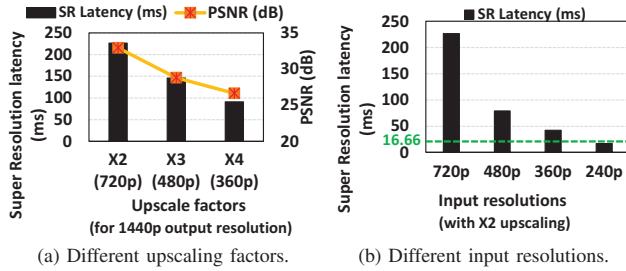 SR Latency (ms)
PSNR (dB)
Super Resolution latency
(ms)
250
200
150
100
50
0
35
30
25
20
PSNR (dB)
X2
(720p)
X3
(480p)
X4
(360p)
Upscale factors
(for 1440p output resolution)
(a) Different upscaling factors.
SR Latency (ms)
Super Resolution latency
(ms)
250
200
150
100
50
16.66
0
720p 480p 360p 240p
Input resolutions
(with X2 upscaling)
(b) Different input resolutions.